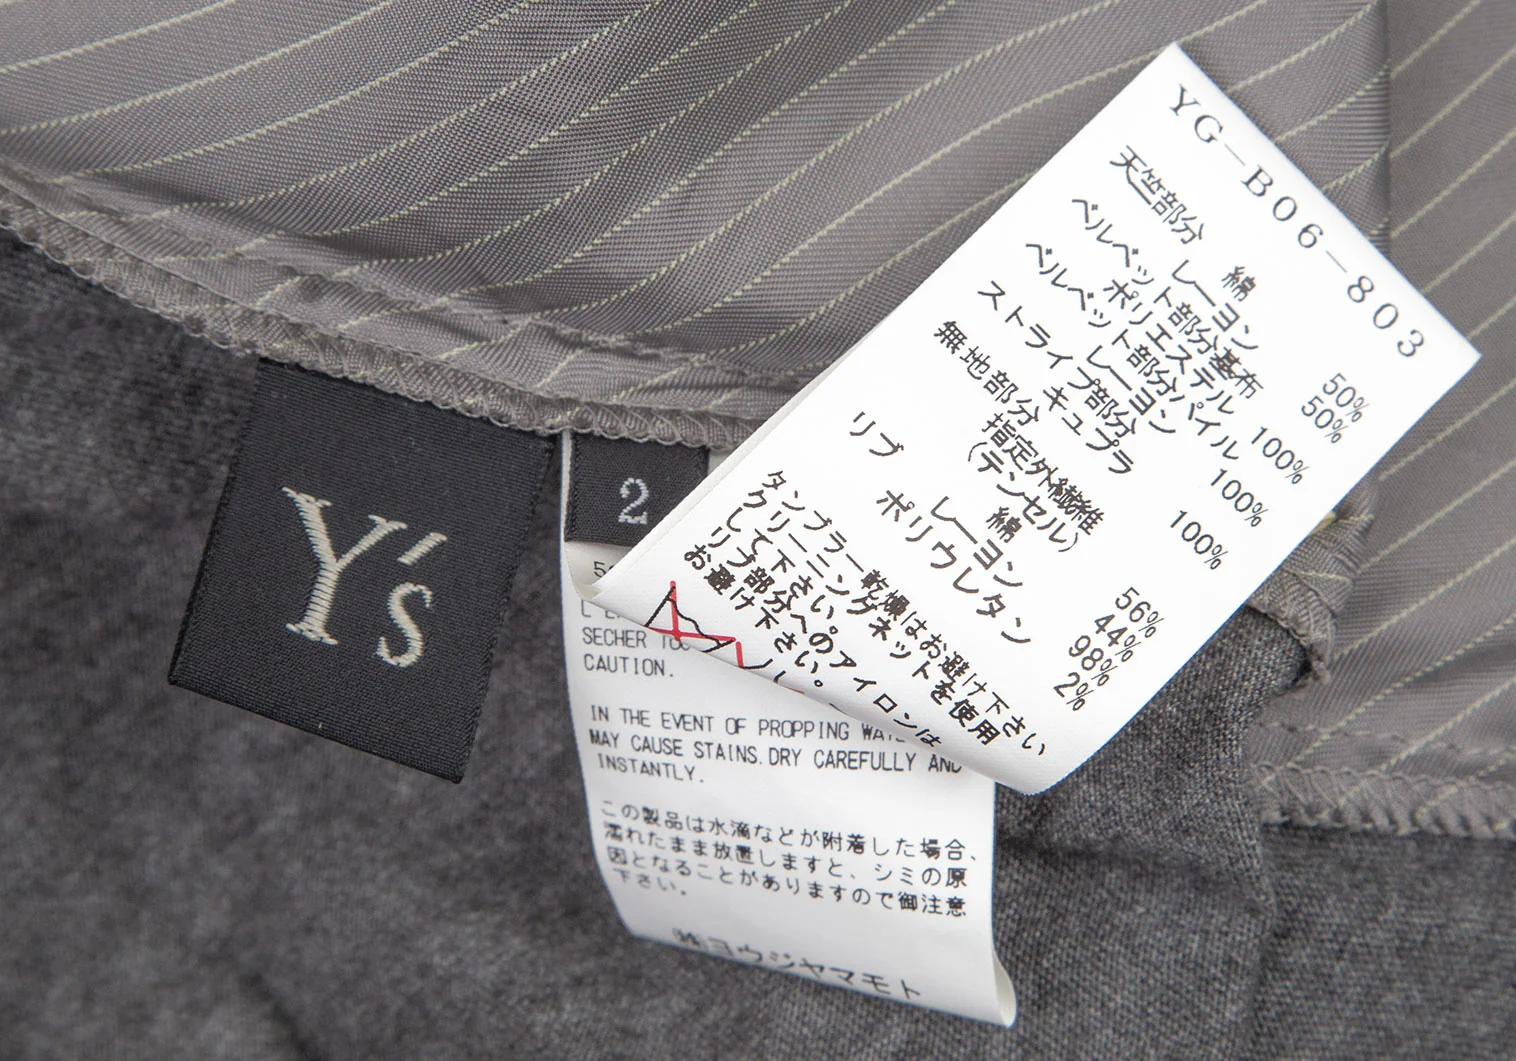 Y's
2
YG-B06-803
天竺部分 綿 50%
レーヨン 50%
ベルベット部分基布
ポリエステル 100%
ベルベット部分パイル
レーヨン 100%
ストライプ部分
キュプラ 100%
無地部分
指定外繊維
(テンセル) 56%
綿 44%
リブ レーヨン 98%
ポリウレタン 2%
タンブラー乾燥はお避け下さい
クリーニングネットを使用
して下さい。
リブ部分へのアイロンは
お避け下さい。
SECHER
CAUTION.
IN THE EVENT OF PROPPING
MAY CAUSE STAINS.DRY CAREFULLY AND
INSTANTLY.
この製品は水滴などが附着した場合、
濡れたまま放置しますと、シミの原
因となることがありますので御注意
下さい。
㈱ヨウジヤマモト